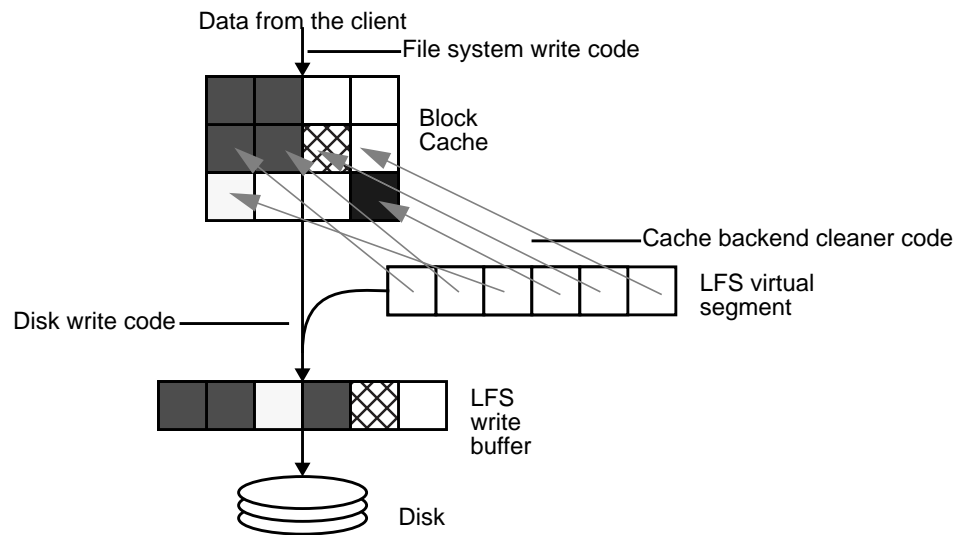 Data from the client
File system write code
Block
Cache
Cache backend cleaner code
LFS virtual
segment
Disk write code
LFS
write
buffer
Disk